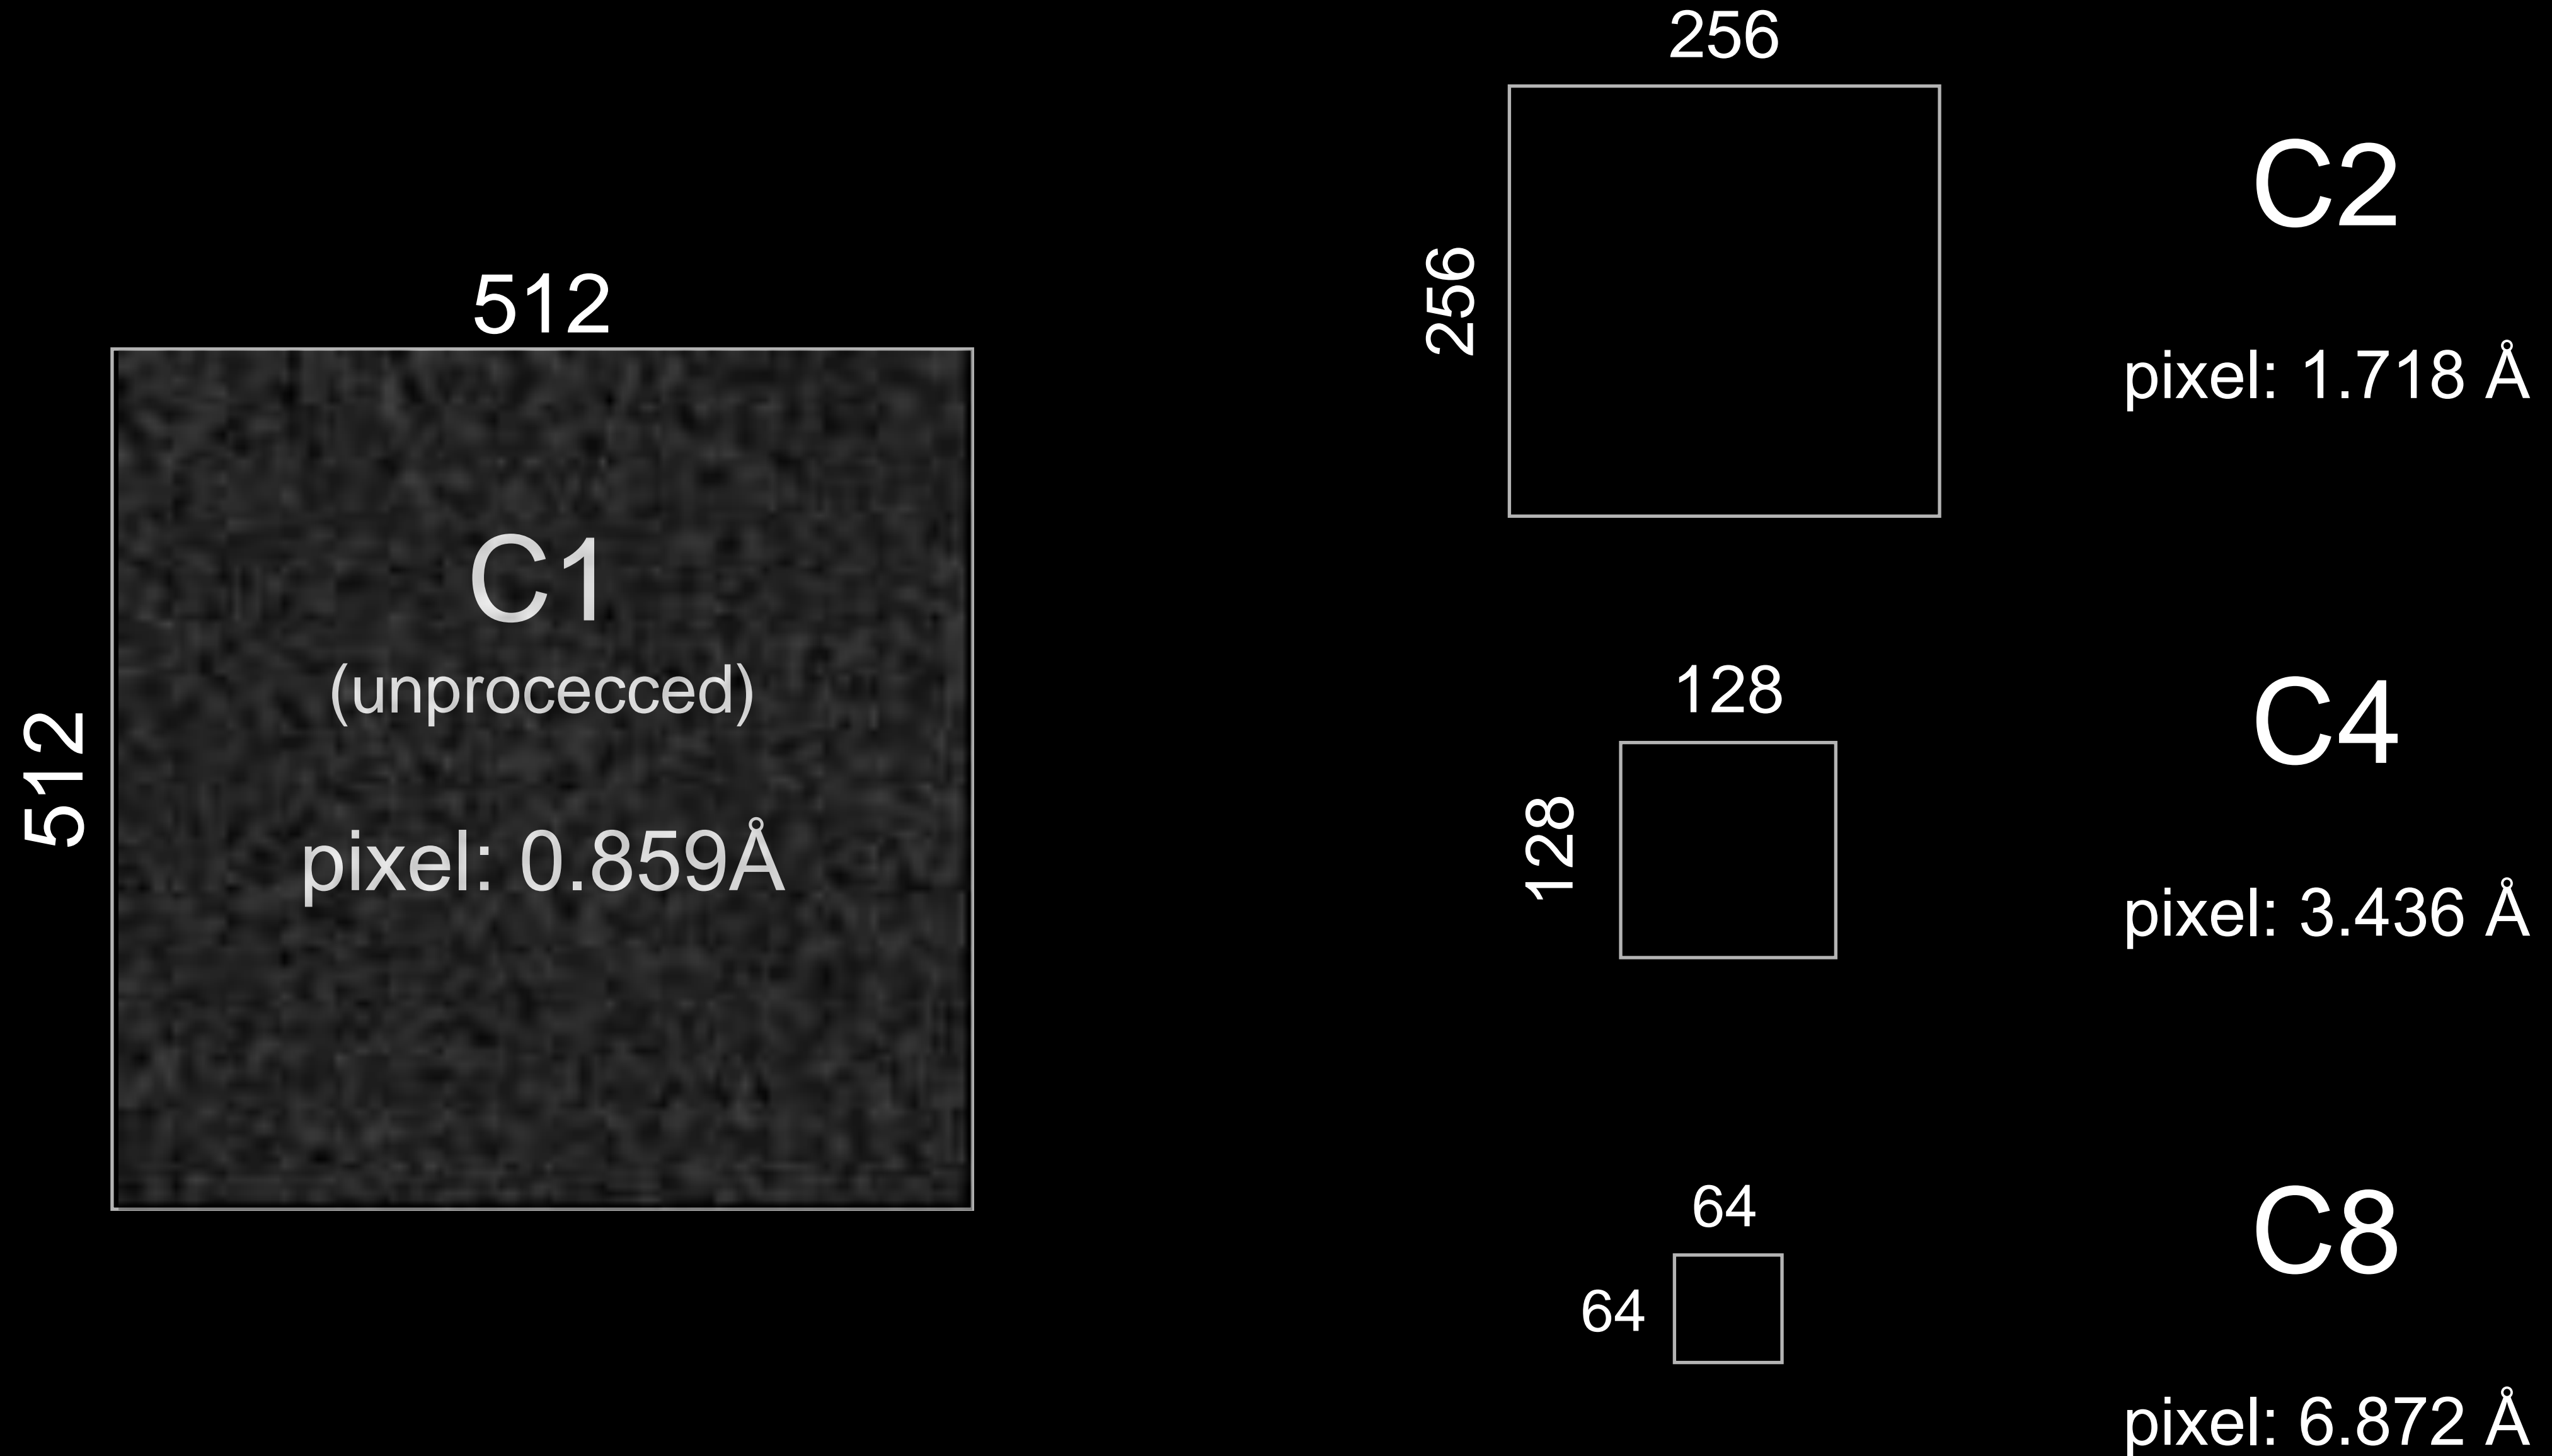 512
512
C1
(unprocecced)
pixel: 0.859Å
256
256
C2
pixel: 1.718 Å
128
128
C4
pixel: 3.436 Å
64
64
C8
pixel: 6.872 Å